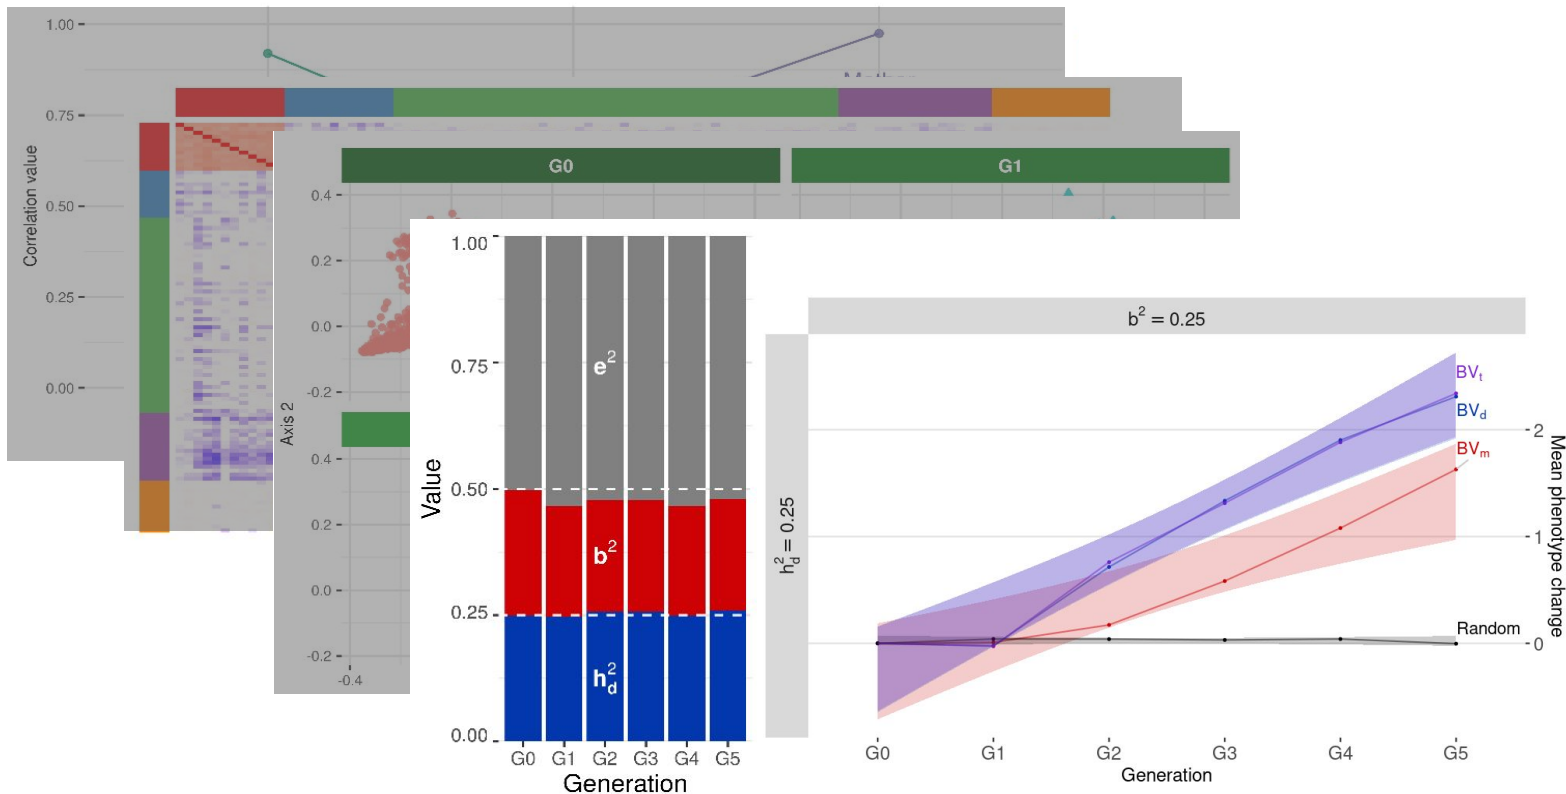 1.00
0.75
0.50
0.25
0.00
Correlation value
G0
G1
0.4
0.2
0.0
-0.2
0.4
0.2
0.0
-0.2
-0.4
Axis 2
1.00
0.75
0.50
0.25
0.00
Value
e²
b²
h²d
G0 G1 G2 G3 G4 G5
Generation
b² = 0.25
h²d = 0.25
BVt
BVd
BVm
Random
2
1
0
Mean phenotype change
G0 G1 G2 G3 G4 G5
Generation